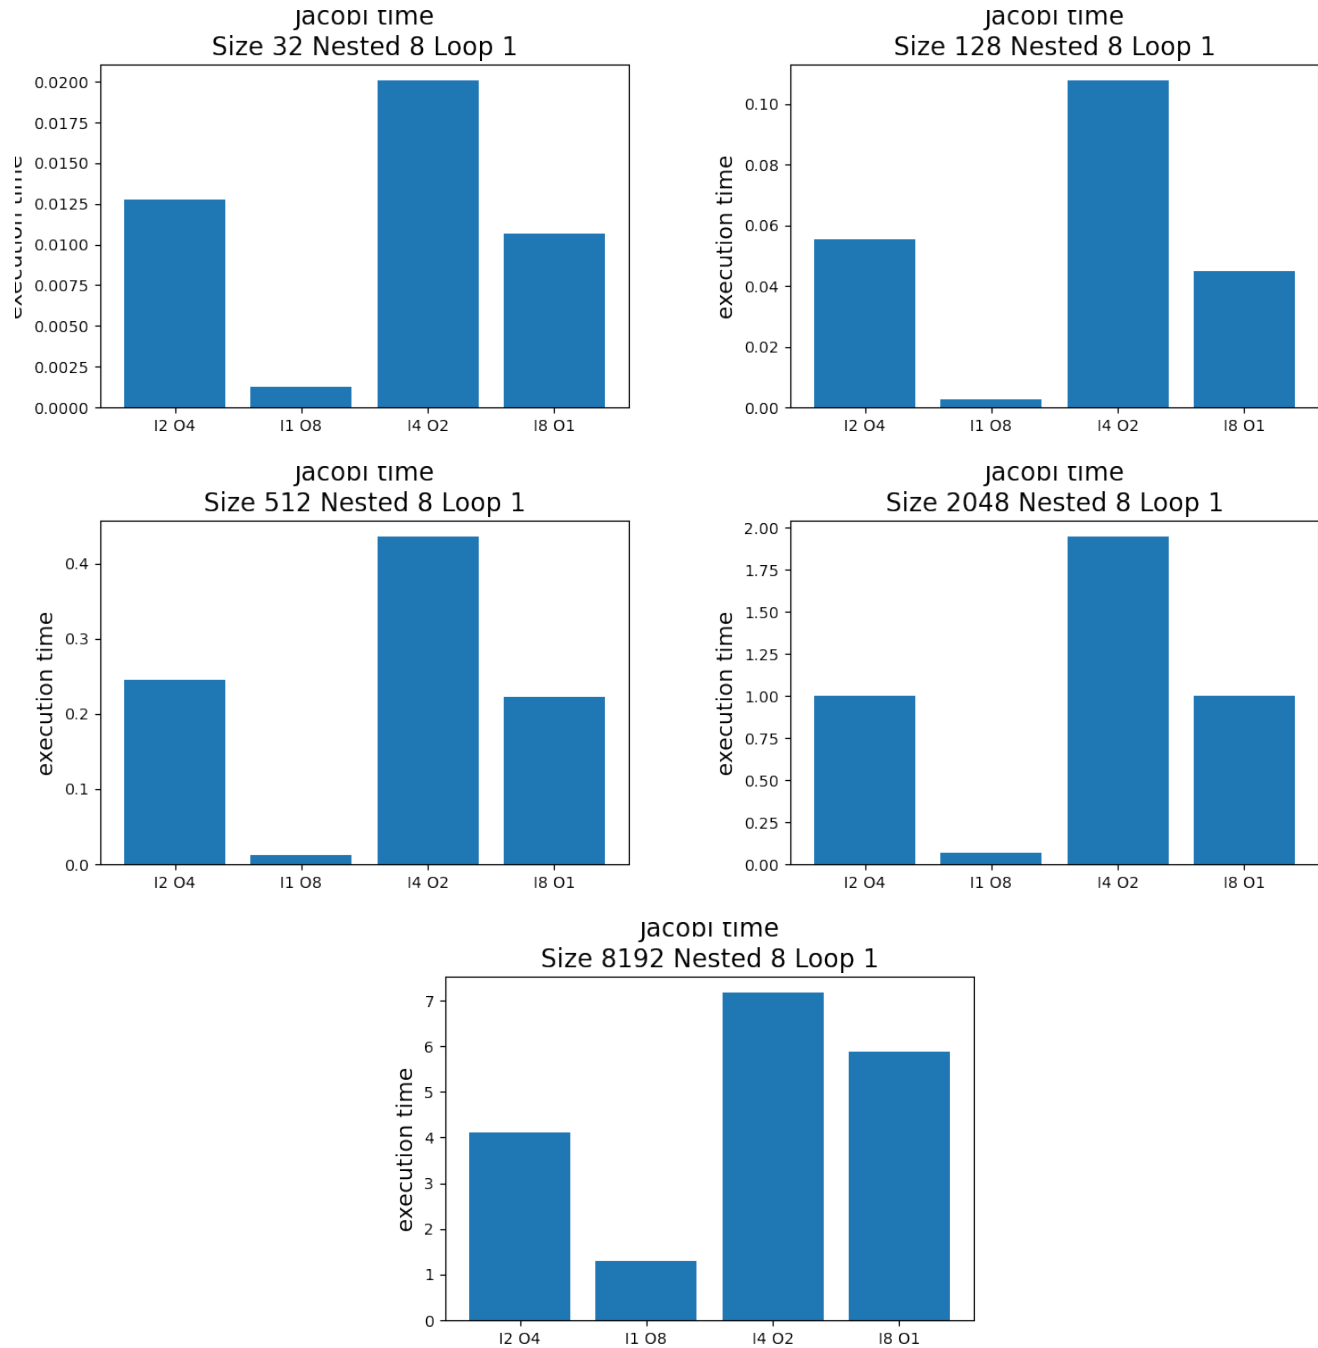 Jacobi time
Size 32 Nested 8 Loop 1
execution time
0.0200
0.0175
0.0150
0.0125
0.0100
0.0075
0.0050
0.0025
0.0000
I2 O4
I1 O8
I4 O2
I8 O1
Jacobi time
Size 128 Nested 8 Loop 1
execution time
0.10
0.08
0.06
0.04
0.02
0.00
I2 O4
I1 O8
I4 O2
I8 O1
Jacobi time
Size 512 Nested 8 Loop 1
execution time
0.4
0.3
0.2
0.1
0.0
I2 O4
I1 O8
I4 O2
I8 O1
Jacobi time
Size 2048 Nested 8 Loop 1
execution time
2.00
1.75
1.50
1.25
1.00
0.75
0.50
0.25
0.00
I2 O4
I1 O8
I4 O2
I8 O1
Jacobi time
Size 8192 Nested 8 Loop 1
execution time
7
6
5
4
3
2
1
0
I2 O4
I1 O8
I4 O2
I8 O1